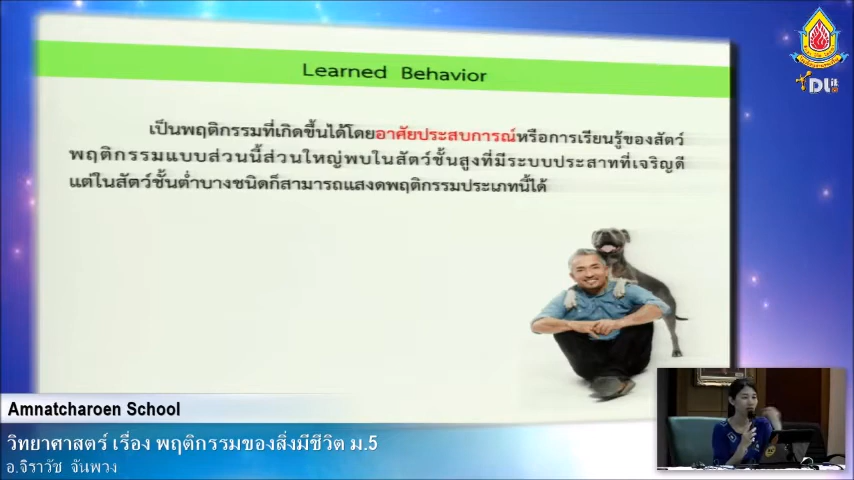 Learned Behavior
เป็นพฤติกรรมที่เกิดขึ้นได้โดยอาศัยประสบการณ์หรือการเรียนรู้ของสัตว์
พฤติกรรมแบบส่วนนี้ส่วนใหญ่พบในสัตว์ชั้นสูงที่มีระบบประสาทที่เจริญดี
แต่ในสัตว์ชั้นต่ำบางชนิดก็สามารถแสงดพฤติกรรมประเภทนี้ได้
DLit
Amnatcharoen School
วิทยาศาสตร์ เรื่อง พฤติกรรมของสิ่งมีชีวิต ม.5
อ.จิราวัช จันพวง